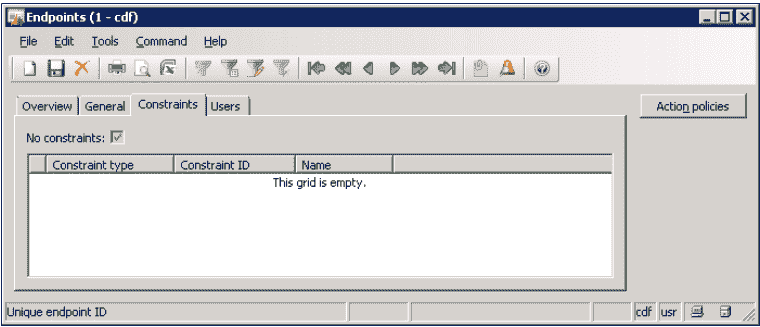 Endpoints (1 - cdf)
File Edit Tools Command Help
Overview General Constraints Users
Action policies
No constraints:
Constraint type Constraint ID Name
This grid is empty.
Unique endpoint ID
cdf usr